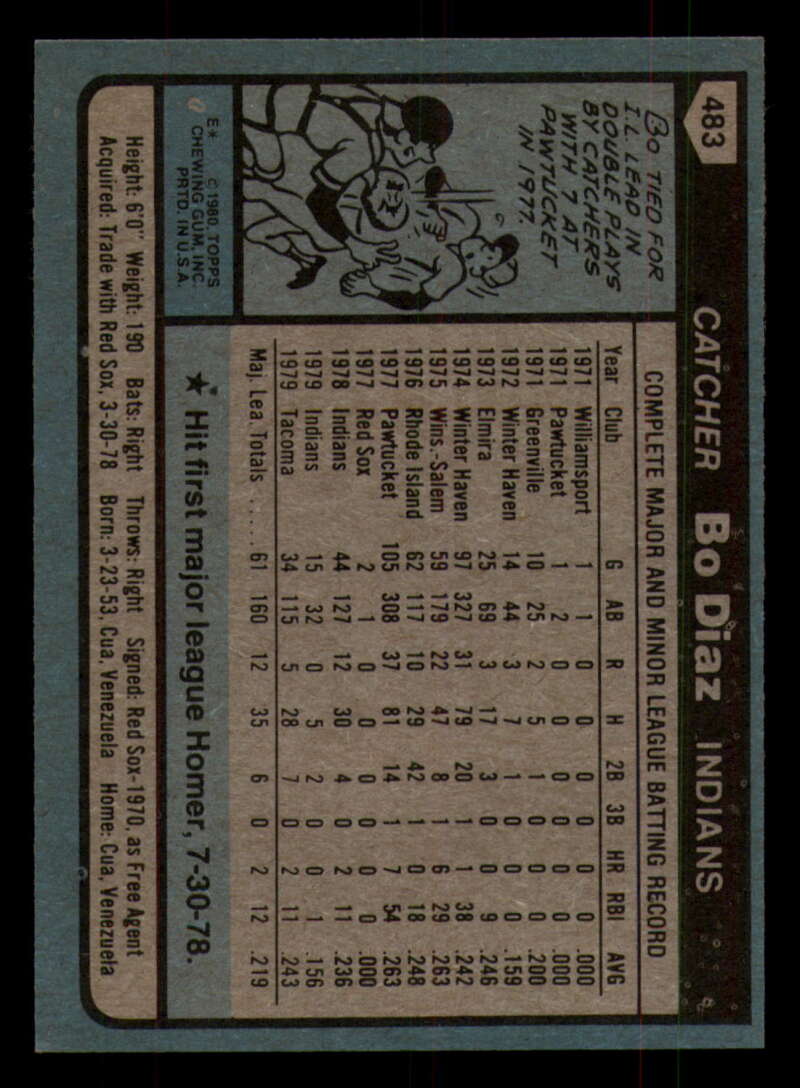 483
CATCHER Bo Diaz INDIANS
Bo TIED FOR
I.L. LEAD IN
DOUBLE PLAYS
BY CATCHERS
WITH 7 AT
PAWTUCKET
IN 1977.
E* © 1980 TOPPS
CHEWING GUM, INC.
PRTD. IN U.S.A.
COMPLETE MAJOR AND MINOR LEAGUE BATTING RECORD
Year Club G AB R H 2B 3B HR RBI AVG
1971 Williamsport 1 1 0 0 0 0 0 0 .000
1971 Pawtucket 1 2 0 0 0 0 0 0 .000
1971 Greenville 10 25 2 5 1 0 0 0 .200
1972 Winter Haven 14 44 3 7 1 0 0 0 .159
1973 Elmira 25 69 3 17 3 0 0 9 .246
1974 Winter Haven 97 327 31 79 20 1 1 38 .242
1975 Wins.-Salem 59 179 22 47 8 1 6 29 .263
1976 Rhode Island 62 117 10 29 42 1 0 18 .248
1977 Pawtucket 105 308 37 81 14 1 7 54 .263
1977 Red Sox 2 1 0 0 0 0 0 0 .000
1978 Indians 44 127 12 30 4 0 2 11 .236
1979 Indians 15 32 0 5 2 0 0 1 .156
1979 Tacoma 34 115 5 28 7 0 2 11 .243
Maj. Lea. Totals ..... 61 160 12 35 6 0 2 12 .219
★ Hit first major league Homer, 7-30-78.
Height: 6'0" Weight: 190 Bats: Right Throws: Right Signed: Red Sox-1970, as Free Agent
Acquired: Trade with Red Sox, 3-30-78 Born: 3-23-53, Cua, Venezuela Home: Cua, Venezuela